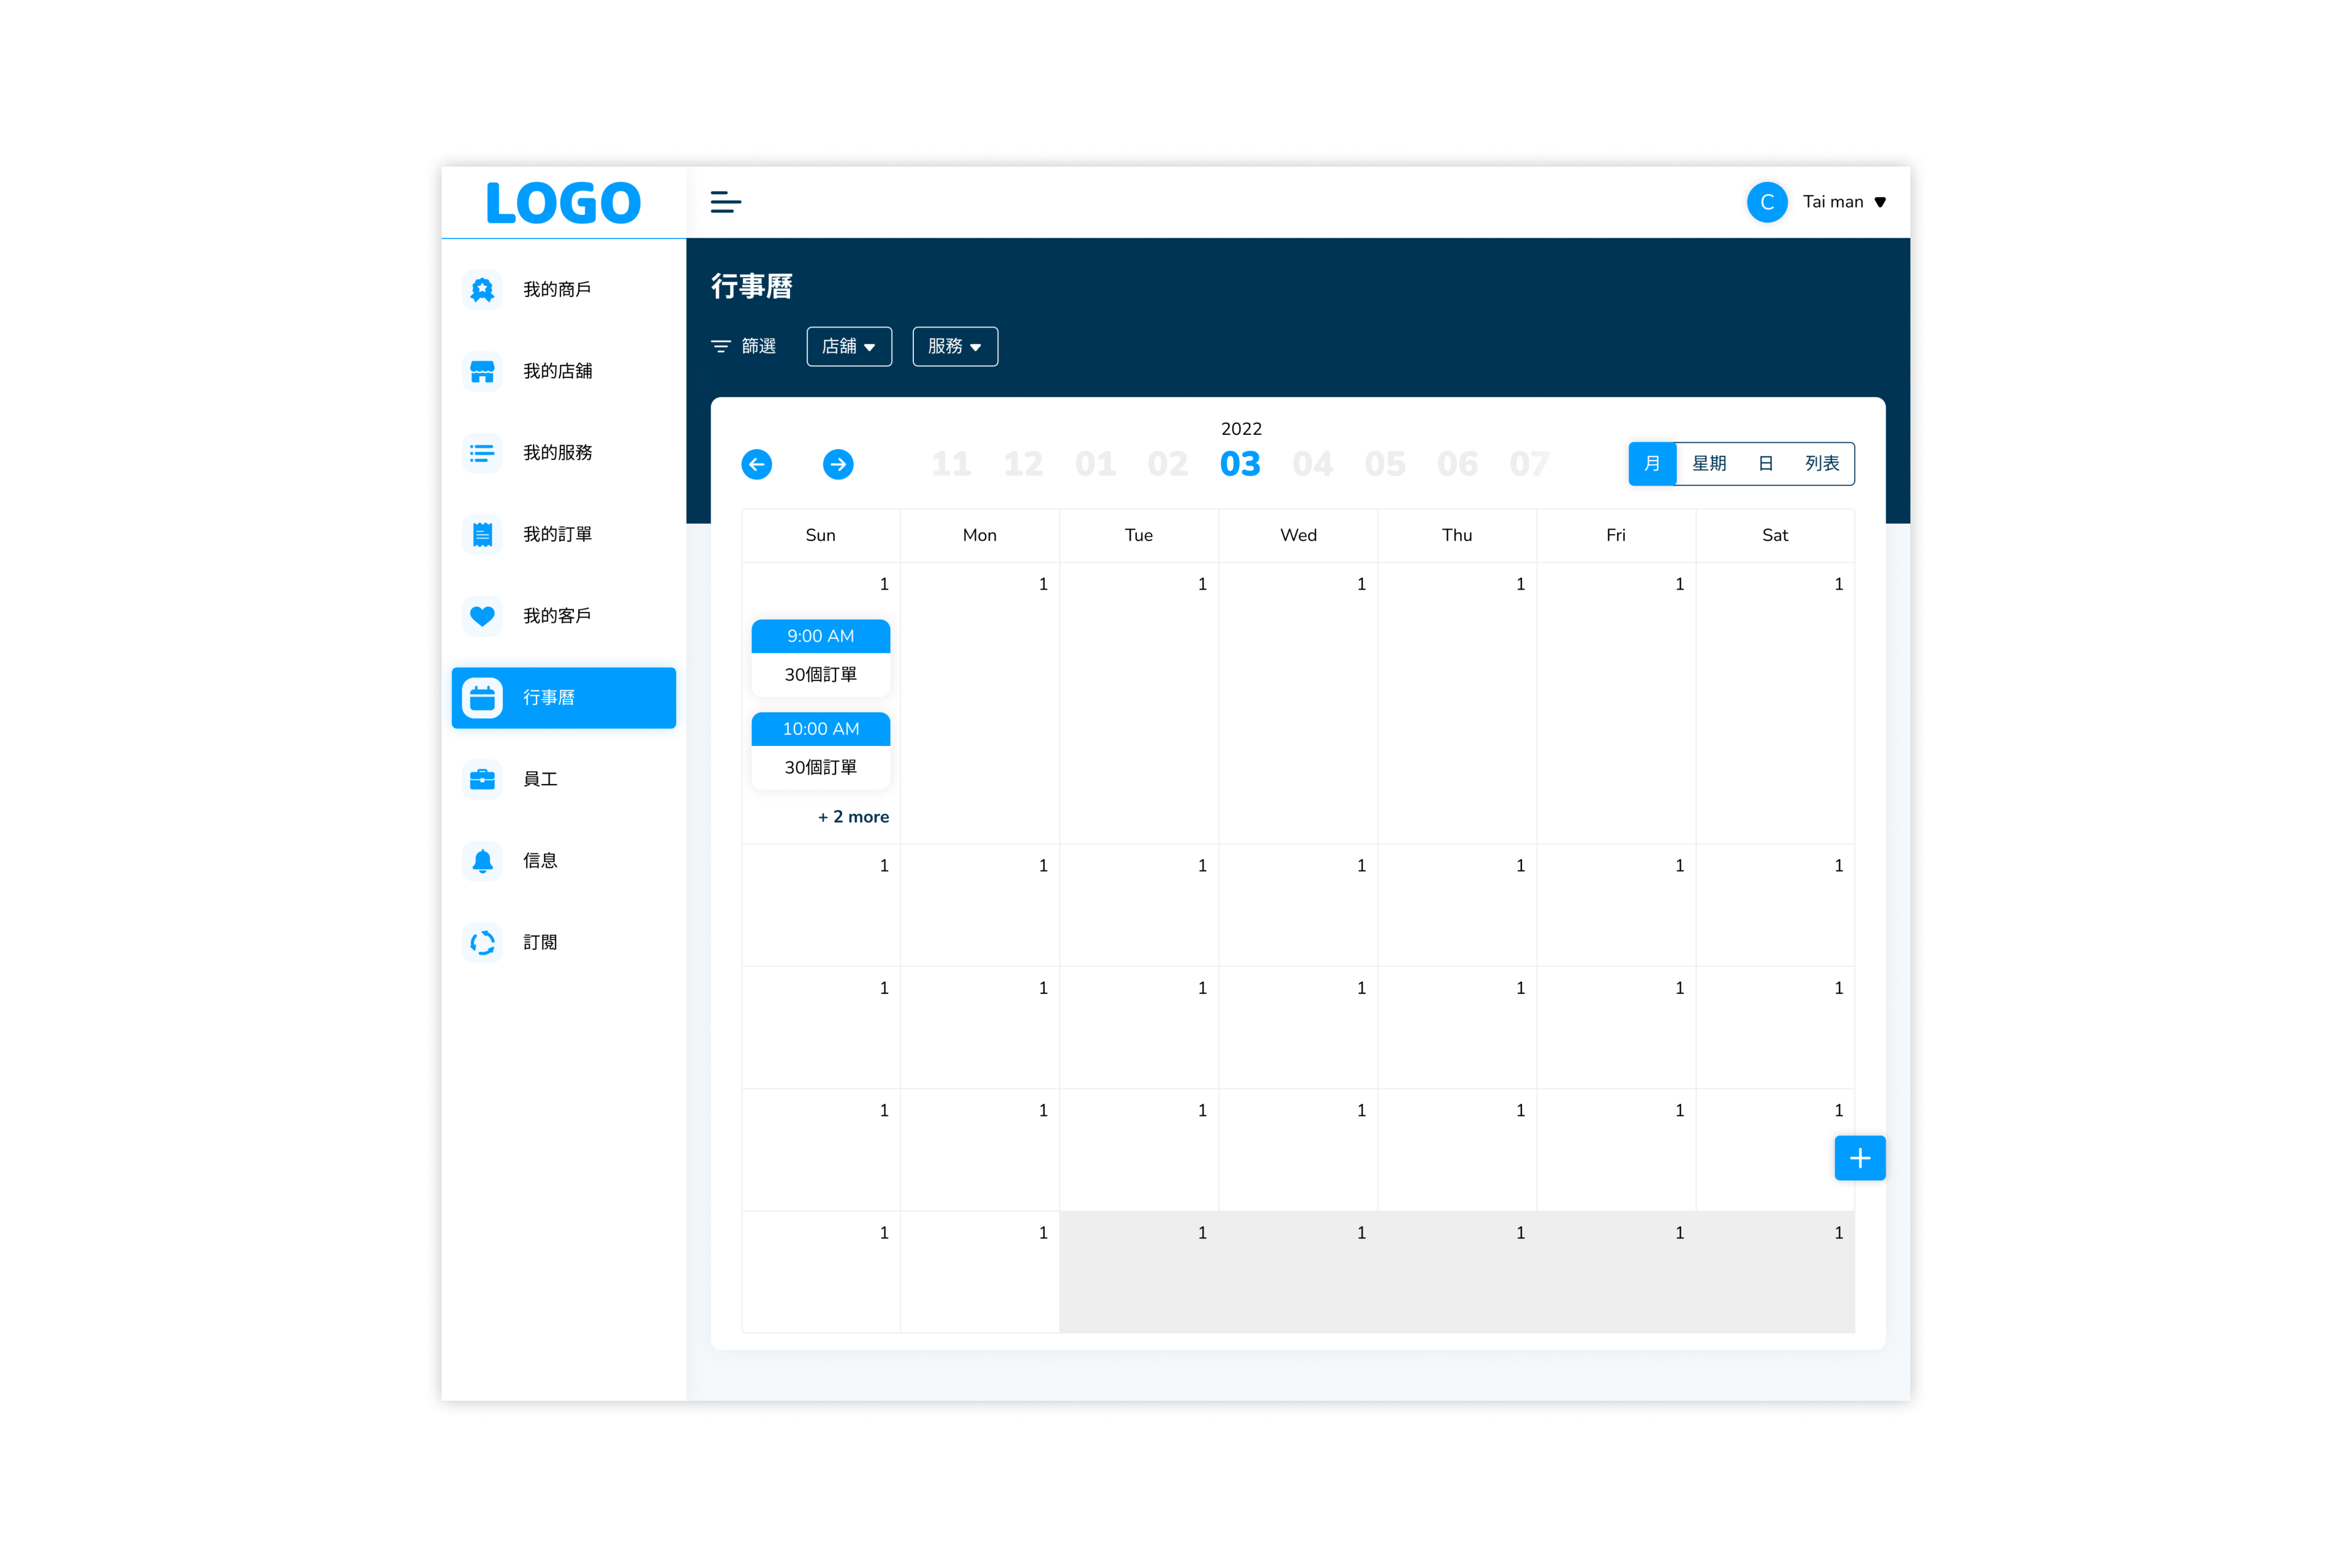 LOGO
C Tai man
我的商戶
我的店舖
我的服務
我的訂單
我的客戶
行事曆
員工
信息
訂閱
行事曆
篩選 店舖 服務
2022
11 12 01 02 03 04 05 06 07
月 星期 日 列表
Sun Mon Tue Wed Thu Fri Sat
1 1 1 1 1 1 1
9:00 AM
30個訂單
10:00 AM
30個訂單
+ 2 more
1 1 1 1 1 1 1
1 1 1 1 1 1 1
1 1 1 1 1 1 1
1 1 1 1 1 1 1